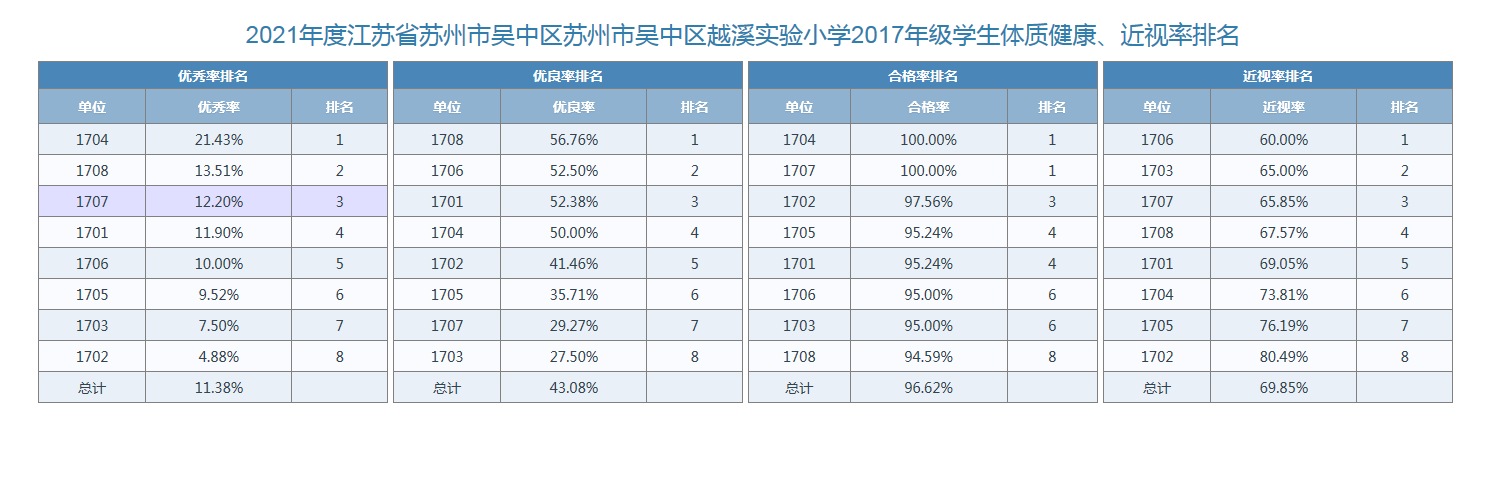 2021年度江苏省苏州市吴中区苏州市吴中区越溪实验小学2017年级学生体质健康、近视率排名
优秀率排名 优良率排名 合格率排名 近视率排名
单位 优秀率 排名 单位 优良率 排名 单位 合格率 排名 单位 近视率 排名
1704 21.43% 1 1708 56.76% 1 1704 100.00% 1 1706 60.00% 1
1708 13.51% 2 1706 52.50% 2 1707 100.00% 1 1703 65.00% 2
1707 12.20% 3 1701 52.38% 3 1702 97.56% 3 1707 65.85% 3
1701 11.90% 4 1704 50.00% 4 1705 95.24% 4 1708 67.57% 4
1706 10.00% 5 1702 41.46% 5 1701 95.24% 4 1701 69.05% 5
1705 9.52% 6 1705 35.71% 6 1706 95.00% 6 1704 73.81% 6
1703 7.50% 7 1707 29.27% 7 1703 95.00% 6 1705 76.19% 7
1702 4.88% 8 1703 27.50% 8 1708 94.59% 8 1702 80.49% 8
总计 11.38% 总计 43.08% 总计 96.62% 总计 69.85%